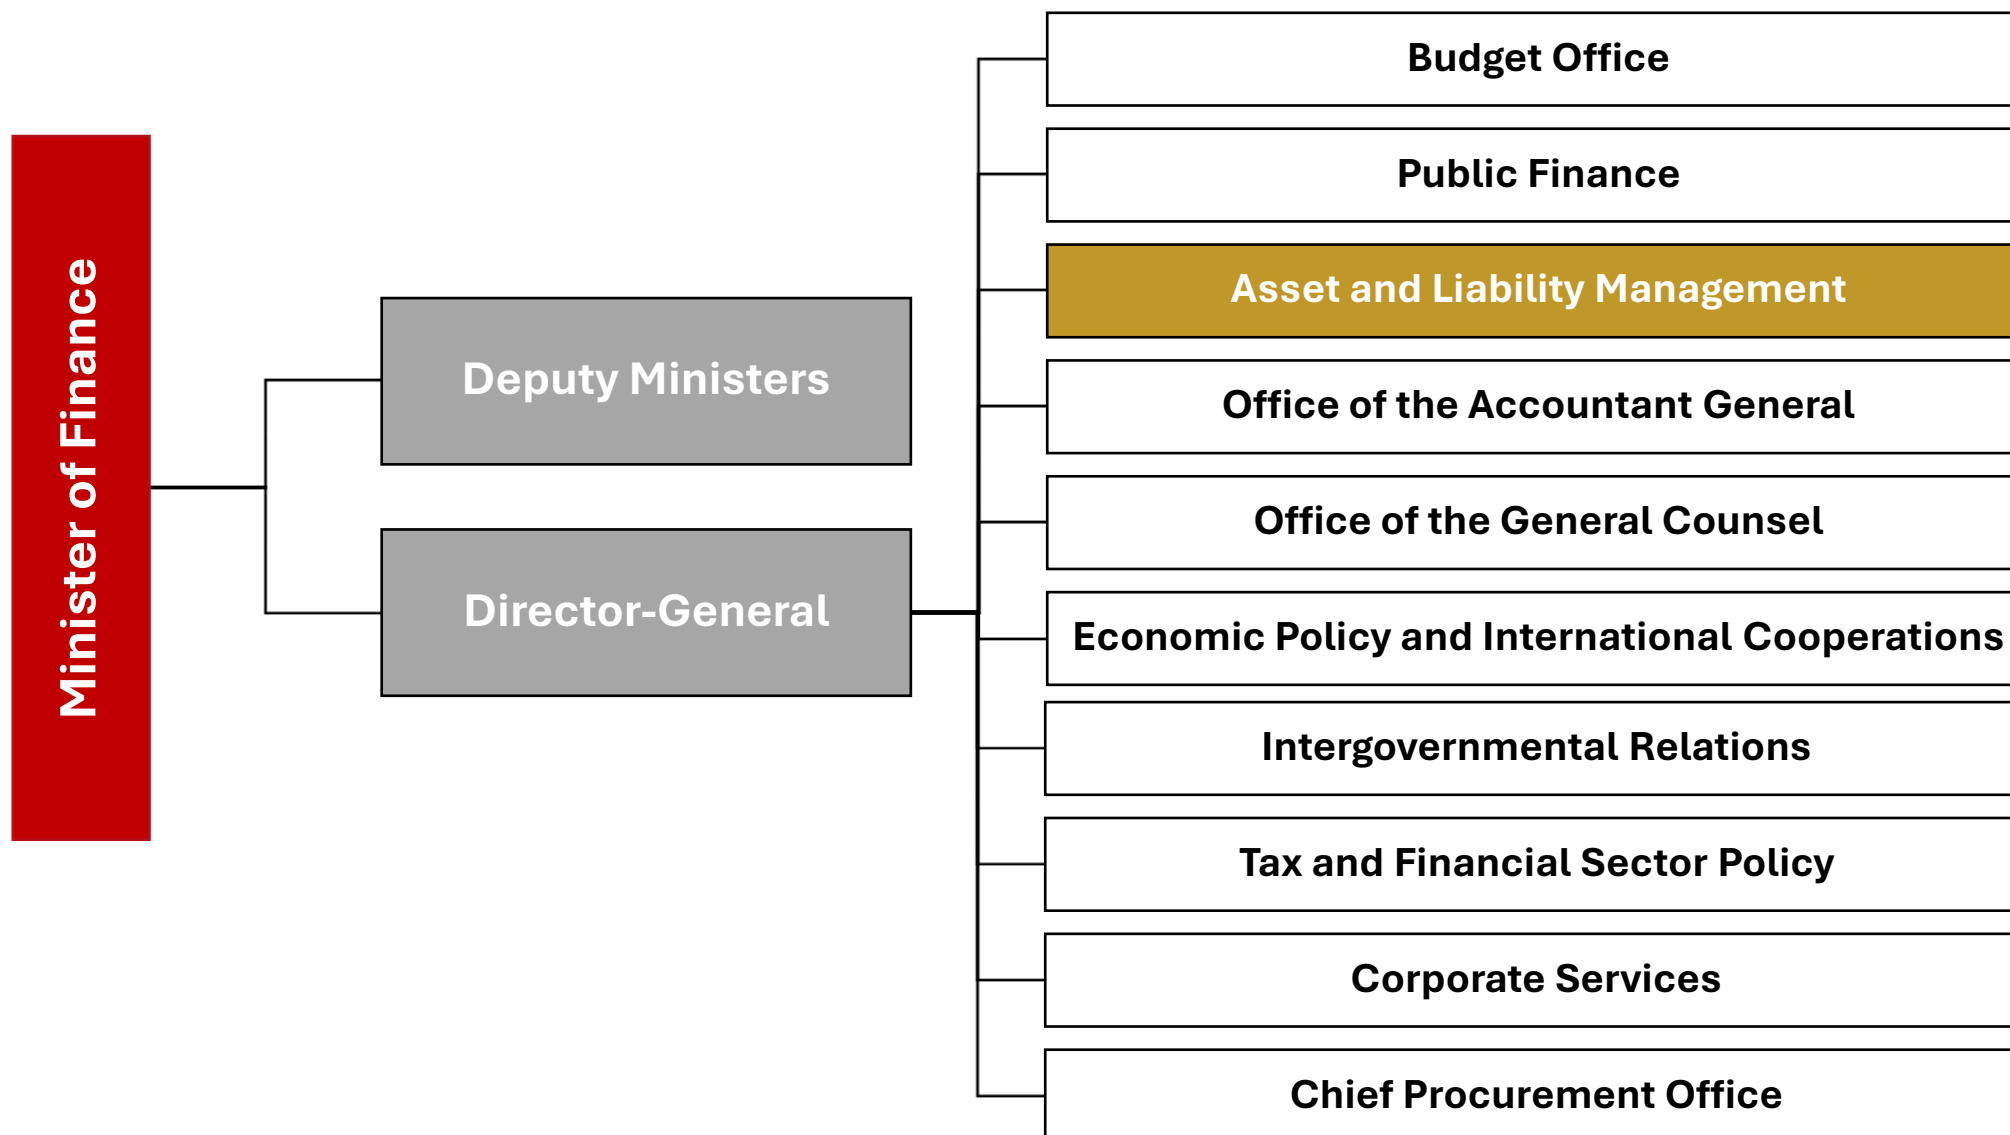 Minister of Finance
Deputy Ministers
Director-General
Budget Office
Public Finance
Asset and Liability Management
Office of the Accountant General
Office of the General Counsel
Economic Policy and International Cooperations
Intergovernmental Relations
Tax and Financial Sector Policy
Corporate Services
Chief Procurement Office